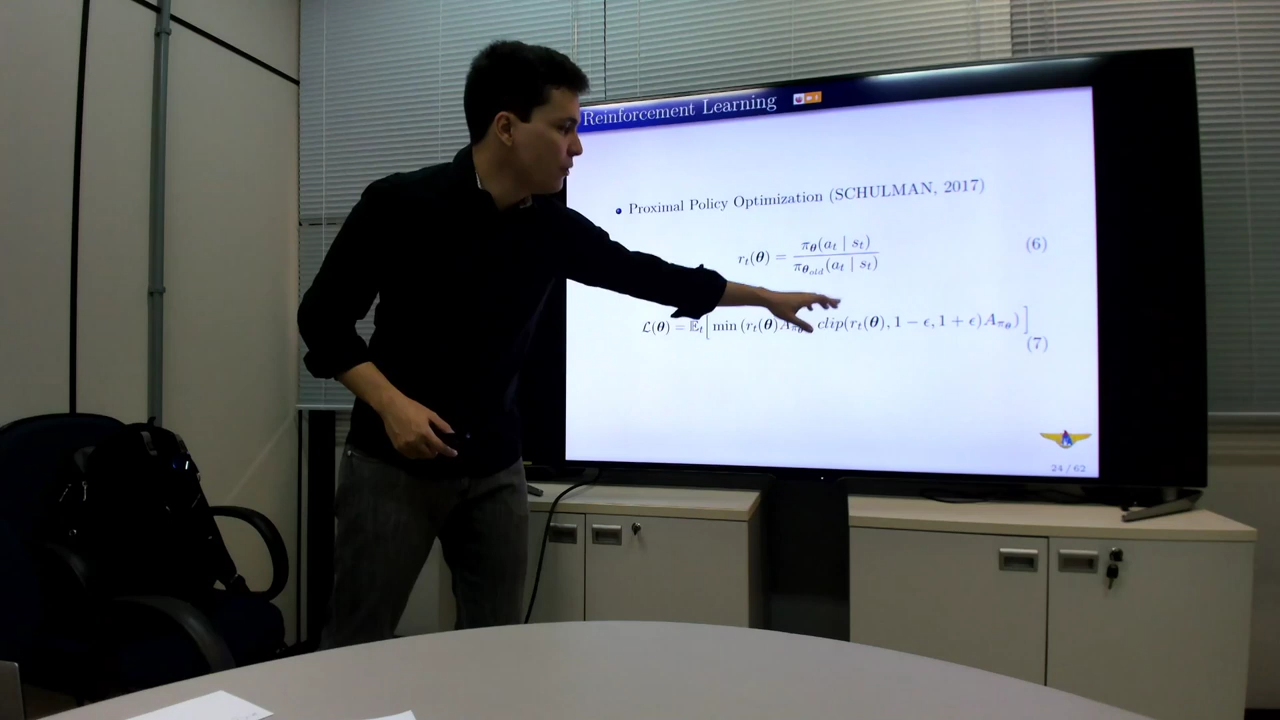 Reinforcement Learning
Proximal Policy Optimization (SCHULMAN, 2017)
r_t(θ) = π_θ(a_t | s_t) / π_θ_old(a_t | s_t) (6)
𝓛(θ) = 𝔼_t[ min (r_t(θ)A_π_θ clip(r_t(θ), 1 − ϵ, 1 + ϵ)A_π_θ) ]
(7)
24 / 62